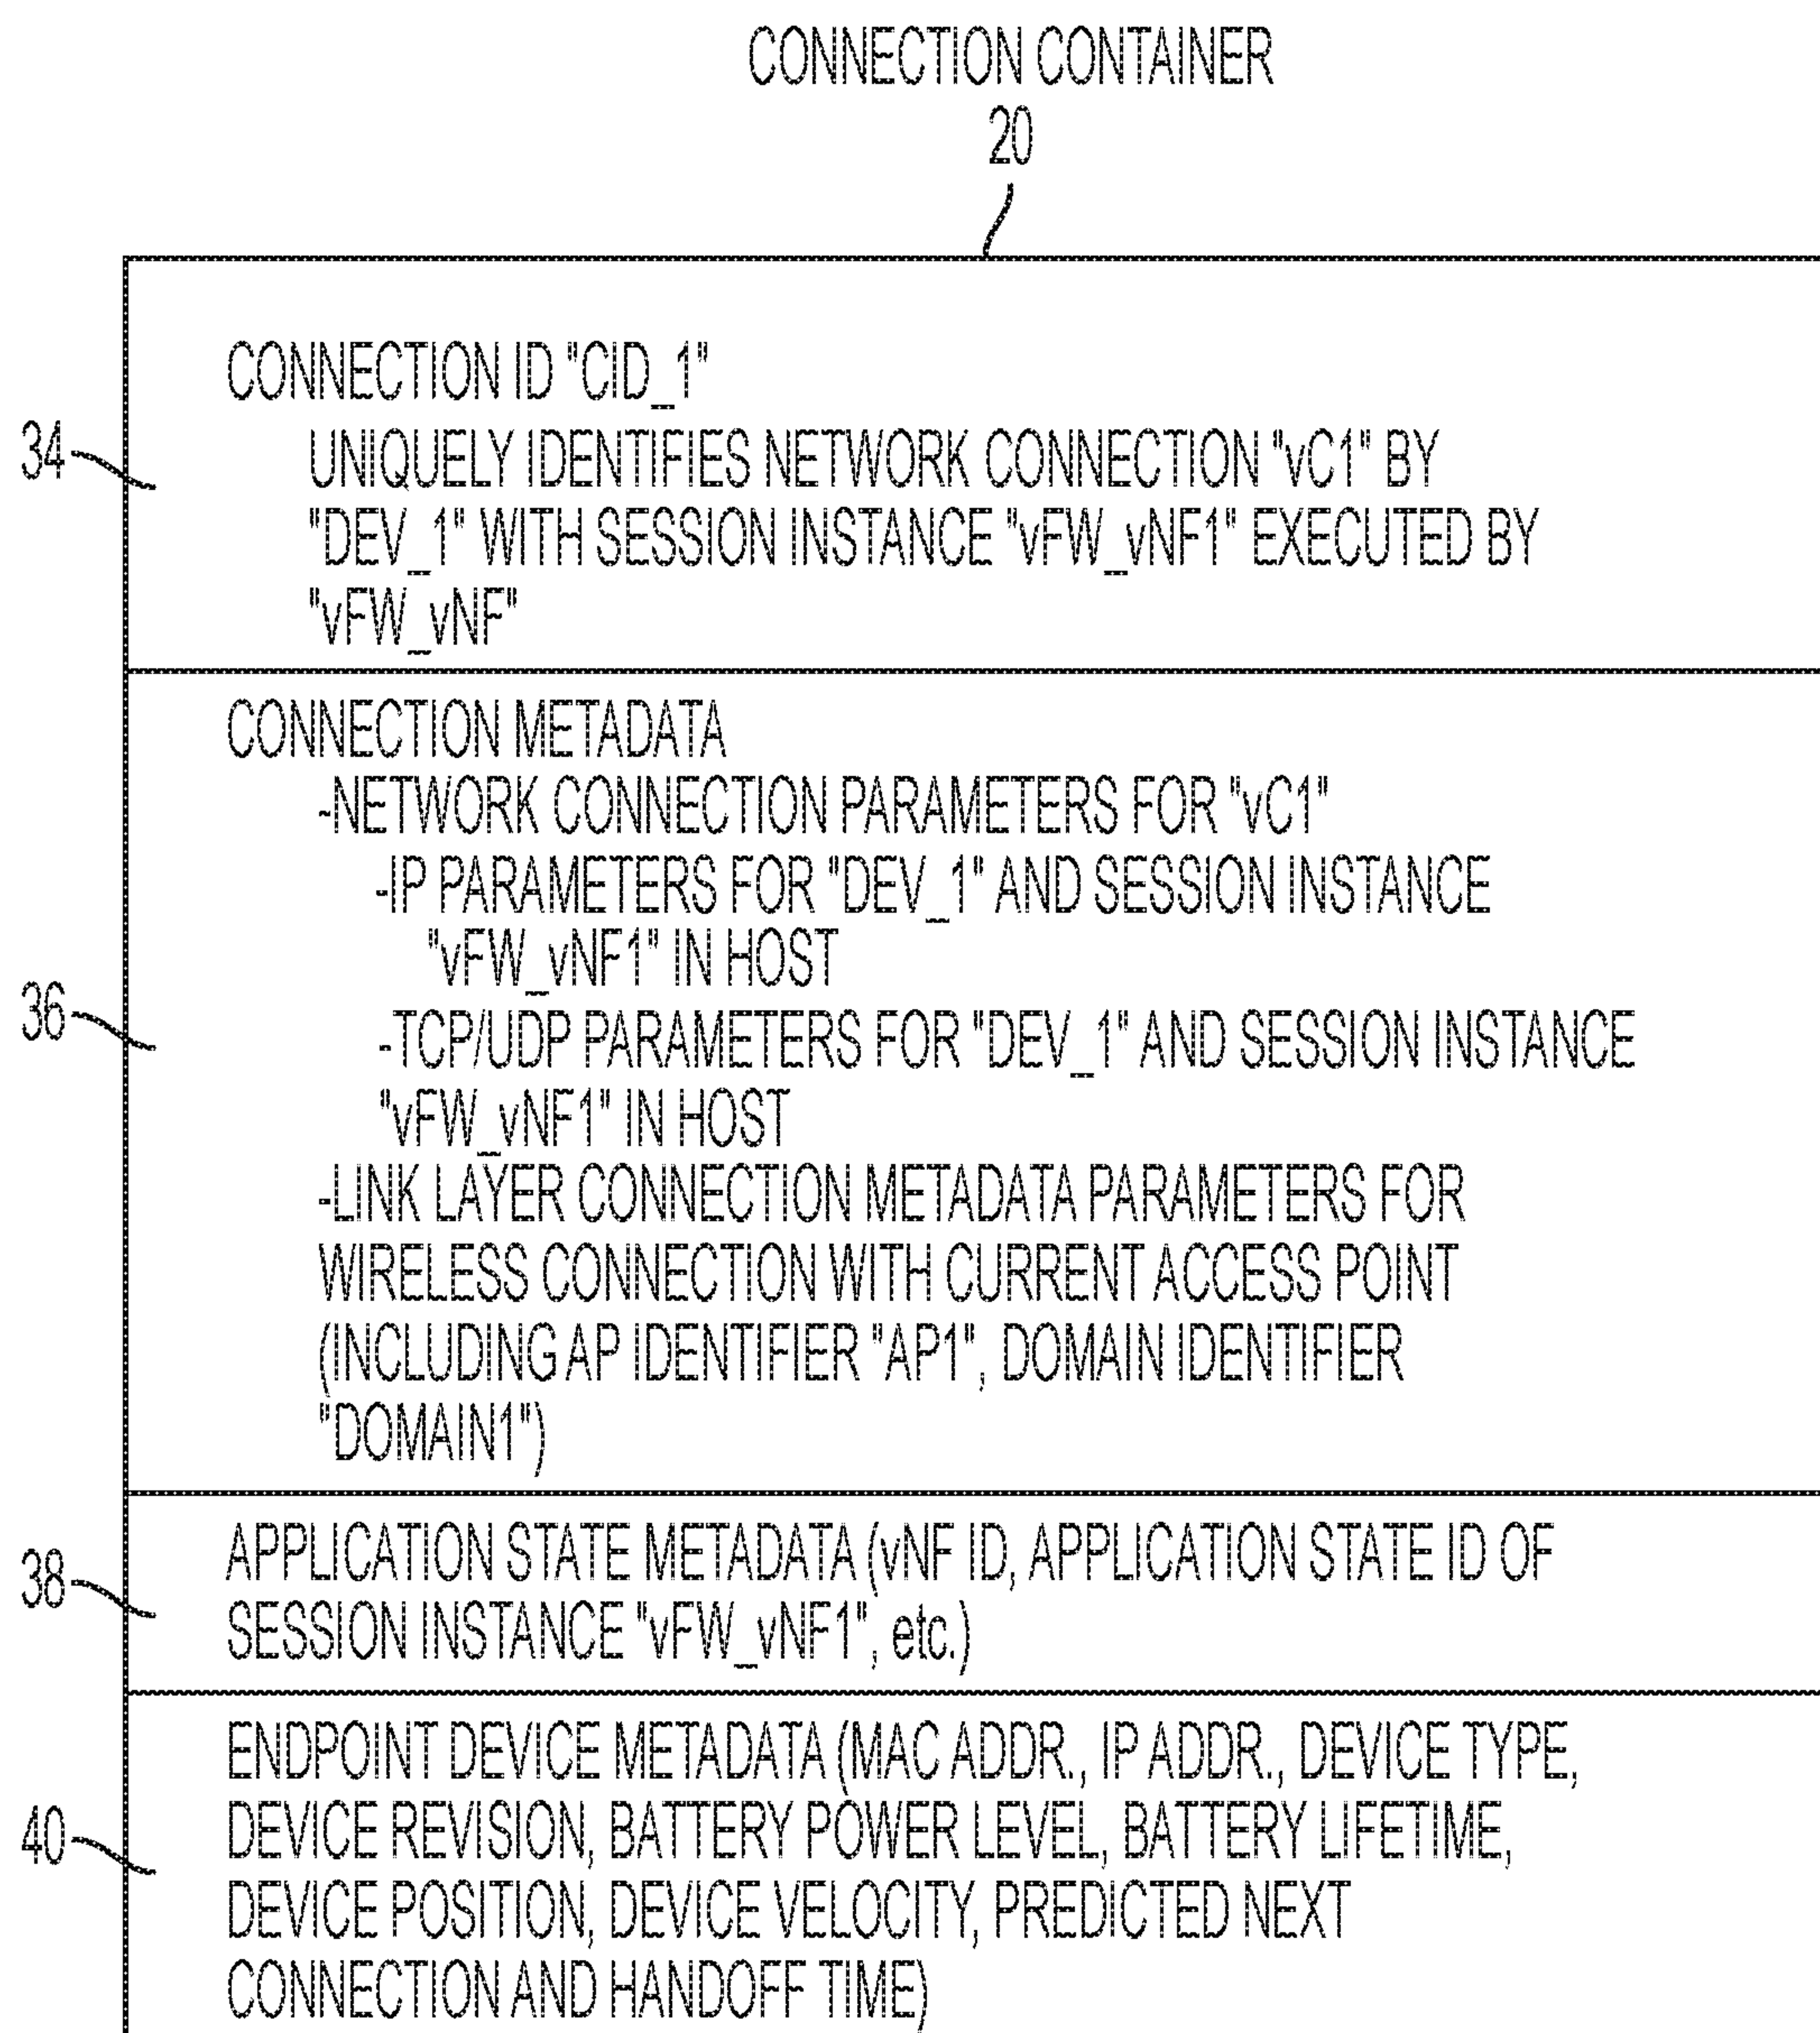 CONNECTION CONTAINER
20
CONNECTION ID "CID_1"
34
UNIQUELY IDENTIFIES NETWORK CONNECTION "vC1" BY
"DEV_1" WITH SESSION INSTANCE "vFW_vNF1" EXECUTED BY
"vFW_vNF"
CONNECTION METADATA
-NETWORK CONNECTION PARAMETERS FOR "vC1"
-IP PARAMETERS FOR "DEV_1" AND SESSION INSTANCE
"vFW_vNF1" IN HOST
36
-TCP/UDP PARAMETERS FOR "DEV_1" AND SESSION INSTANCE
"vFW_vNF1" IN HOST
-LINK LAYER CONNECTION METADATA PARAMETERS FOR
WIRELESS CONNECTION WITH CURRENT ACCESS POINT
(INCLUDING AP IDENTIFIER "AP1", DOMAIN IDENTIFIER
"DOMAIN1")
38
APPLICATION STATE METADATA (vNF ID, APPLICATION STATE ID OF
SESSION INSTANCE "vFW_vNF1", etc.)
40
ENDPOINT DEVICE METADATA (MAC ADDR., IP ADDR., DEVICE TYPE,
DEVICE REVISION, BATTERY POWER LEVEL, BATTERY LIFETIME,
DEVICE POSITION, DEVICE VELOCITY, PREDICTED NEXT
CONNECTION AND HANDOFF TIME)